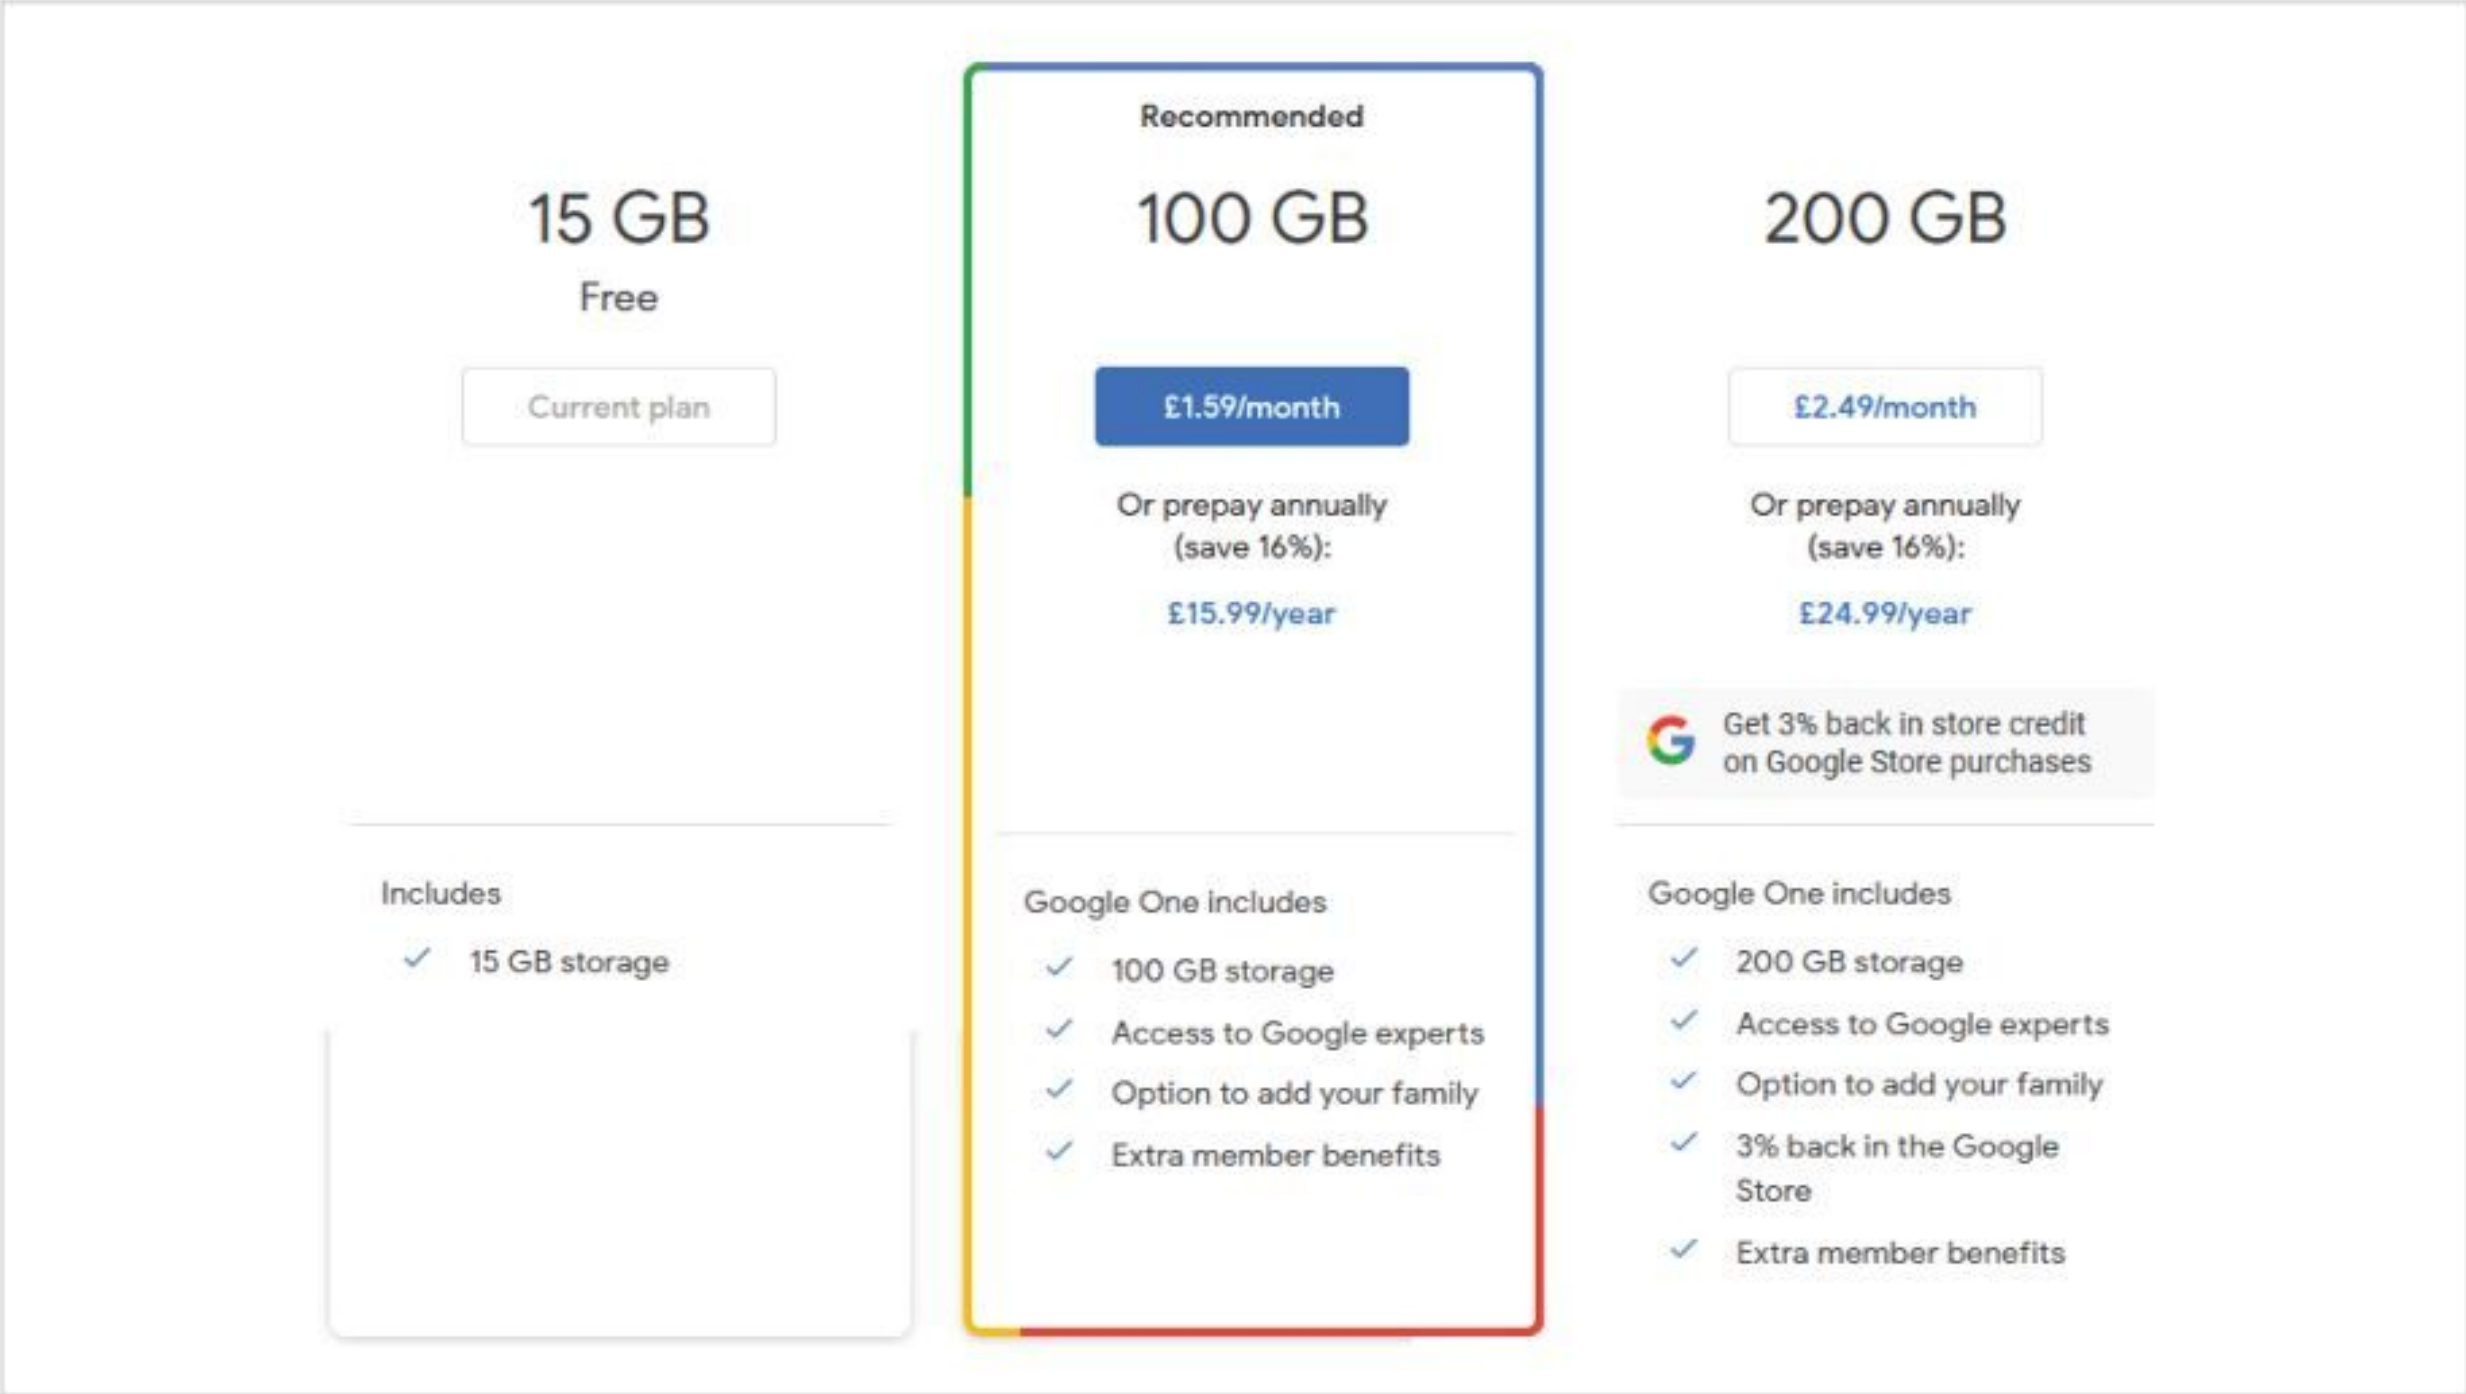 15 GB
Free
Current plan
Includes
15 GB storage
Recommended
100 GB
£1.59/month
Or prepay annually
(save 16%):
£15.99/year
Google One includes
100 GB storage
Access to Google experts
Option to add your family
Extra member benefits
200 GB
£2.49/month
Or prepay annually
(save 16%):
£24.99/year
Get 3% back in store credit
on Google Store purchases
Google One includes
200 GB storage
Access to Google experts
Option to add your family
3% back in the Google
Store
Extra member benefits